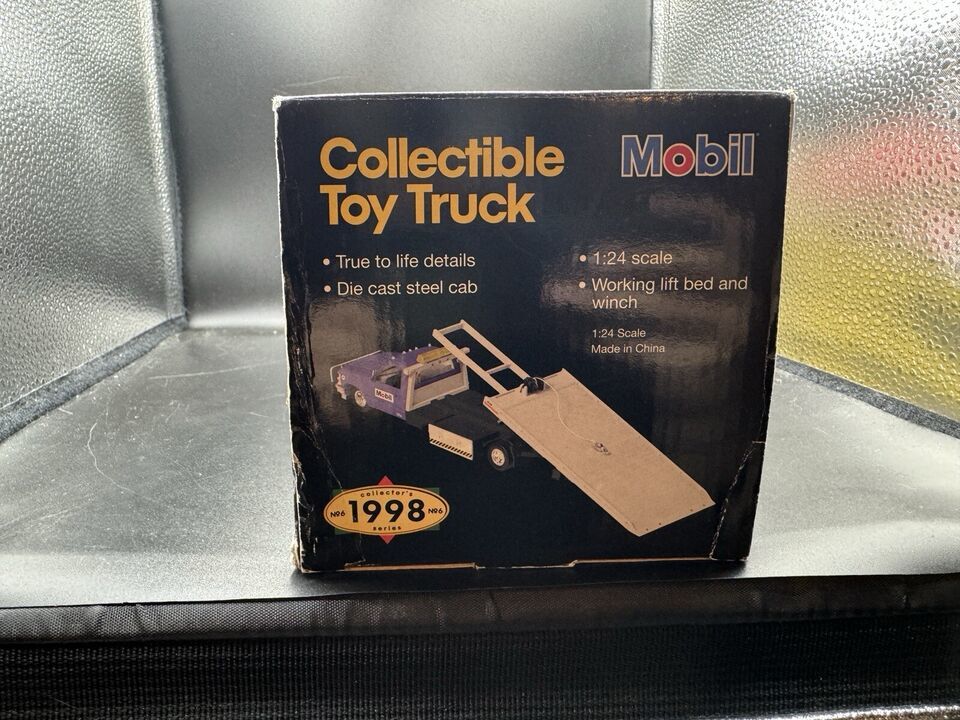 Collectible
Toy Truck
Mobil
• True to life details
• Die cast steel cab
• 1:24 scale
• Working lift bed and
winch
1:24 Scale
Made in China
Mobil
collector's
Nº6 1998 Nº6
series